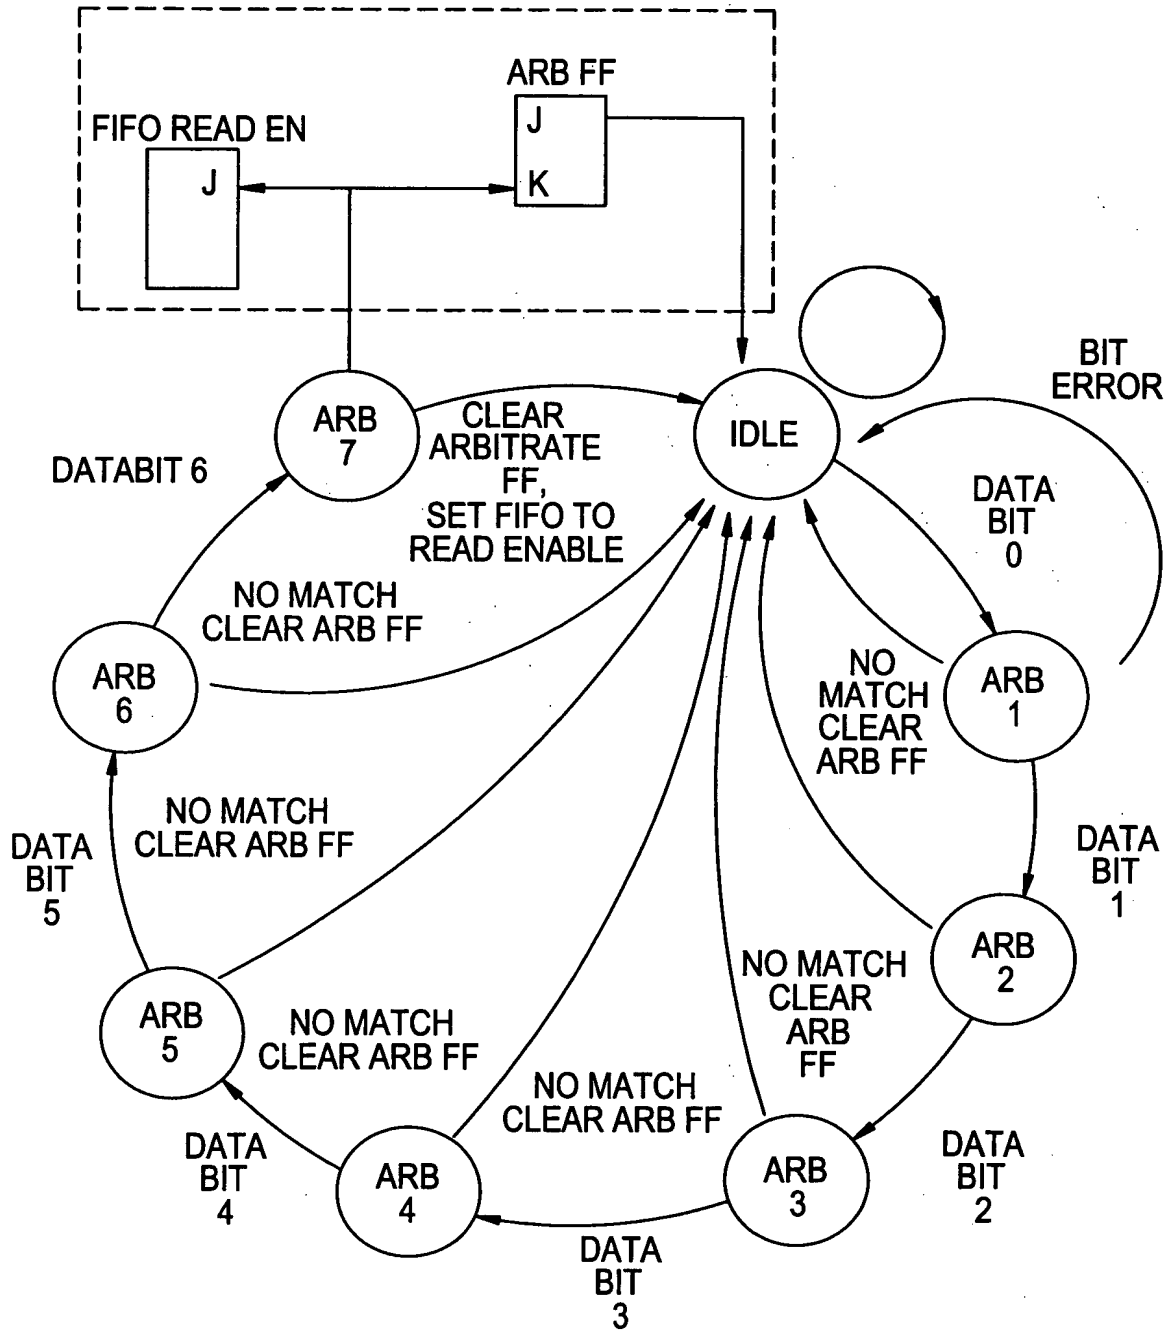 ARB FF
FIFO READ EN
J
K
J
BIT
ERROR
ARB
7
CLEAR
ARBITRATE
FF,
SET FIFO TO
READ ENABLE
IDLE
DATABIT 6
DATA
BIT
0
NO MATCH
CLEAR ARB FF
ARB
6
NO
MATCH
CLEAR
ARB FF
ARB
1
NO MATCH
CLEAR ARB FF
DATA
BIT
5
DATA
BIT
1
ARB
2
NO MATCH
CLEAR
ARB
FF
ARB
5
NO MATCH
CLEAR ARB FF
NO MATCH
CLEAR ARB FF
DATA
BIT
4
ARB
4
ARB
3
DATA
BIT
2
DATA
BIT
3